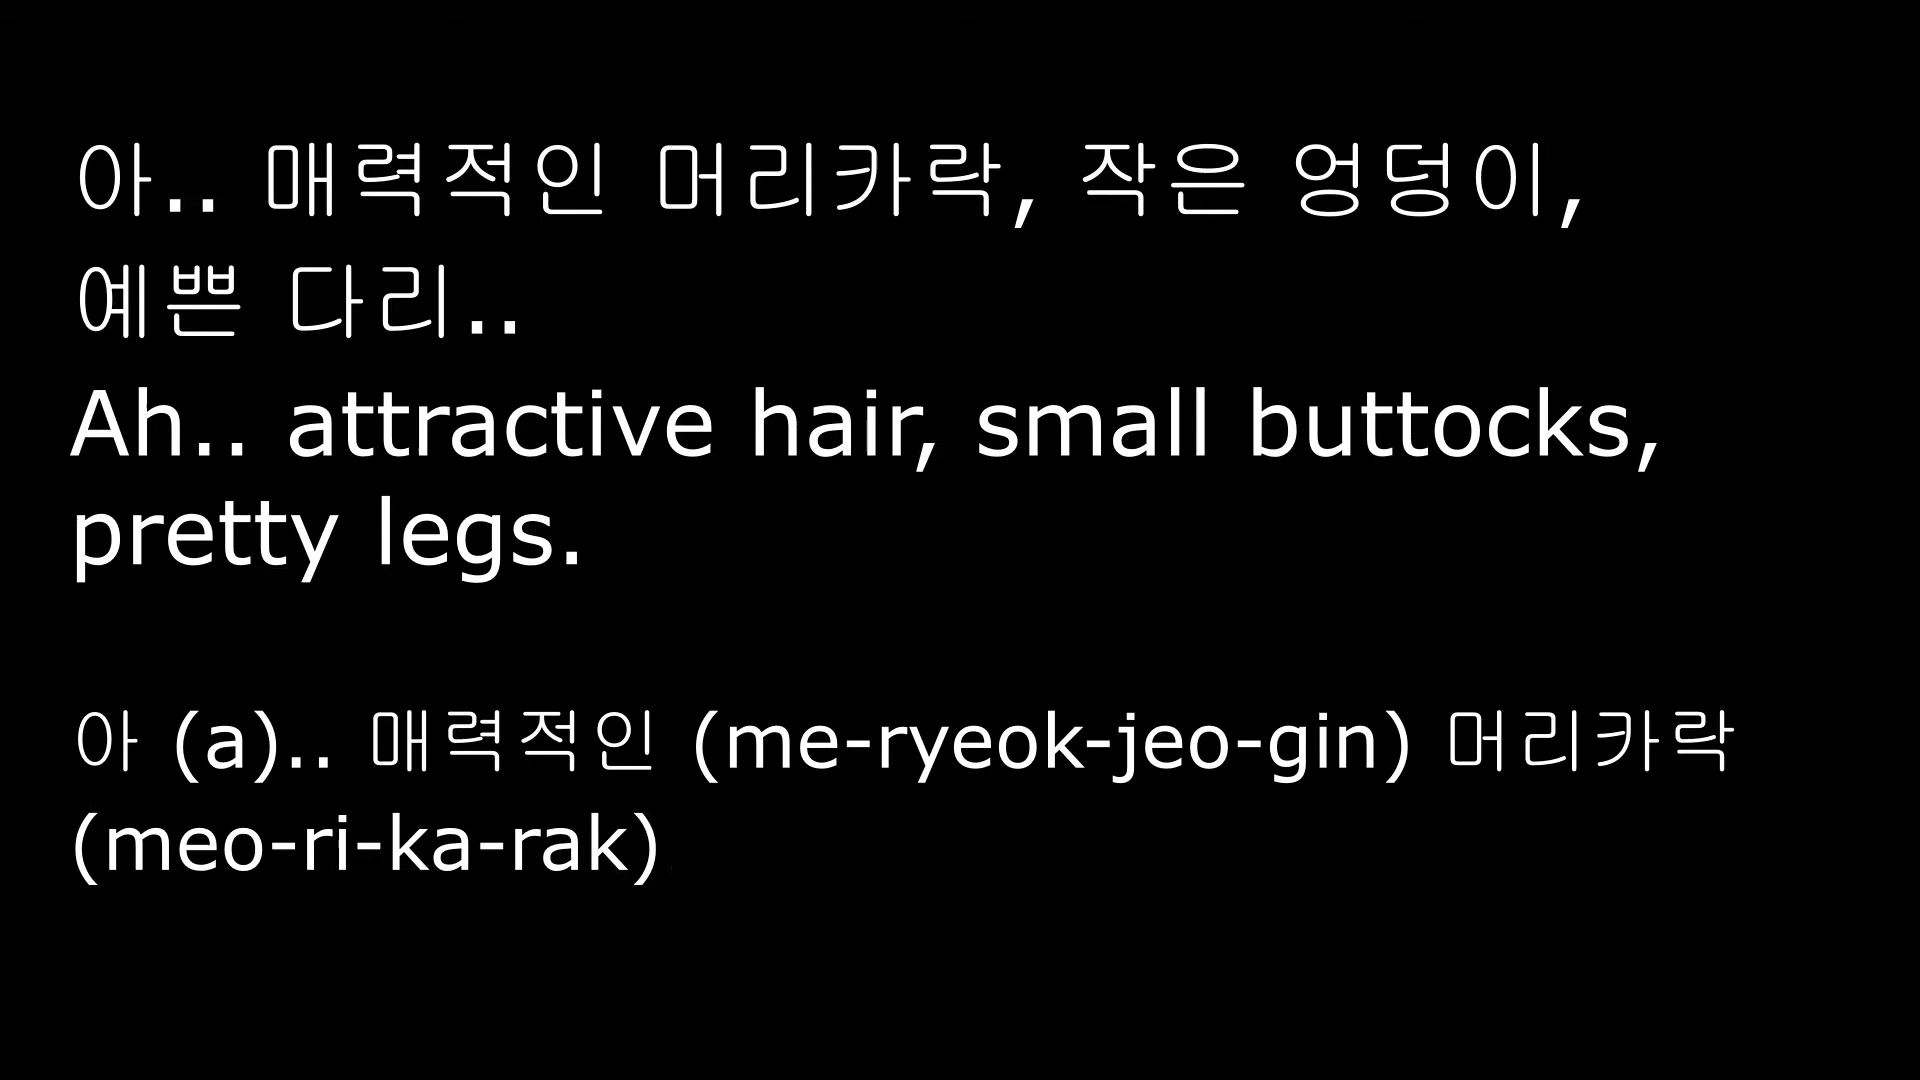 아.. 매력적인 머리카락, 작은 엉덩이,
예쁜 다리..
Ah.. attractive hair, small buttocks,
pretty legs.
아 (a).. 매력적인 (me-ryeok-jeo-gin) 머리카락
(meo-ri-ka-rak)